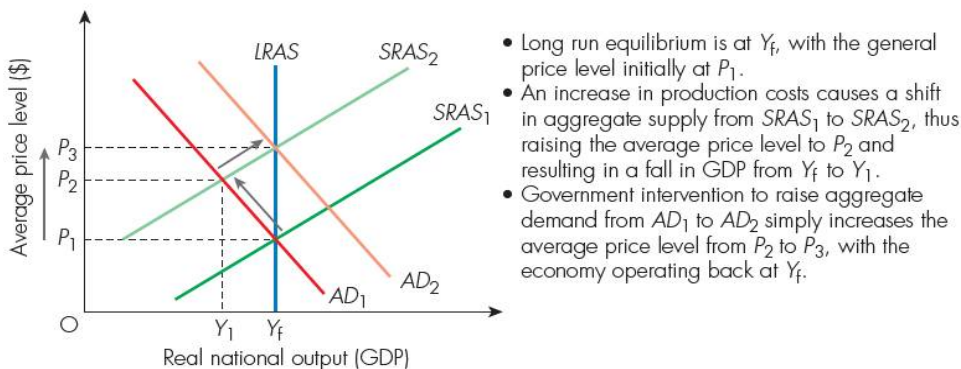 Average price level ($)
LRAS
SRAS2
SRAS1
P3
P2
P1
AD1
AD2
O
Y1
Yf
Real national output (GDP)
• Long run equilibrium is at Yf, with the general
price level initially at P1.
• An increase in production costs causes a shift
in aggregate supply from SRAS1 to SRAS2, thus
raising the average price level to P2 and
resulting in a fall in GDP from Yf to Y1.
• Government intervention to raise aggregate
demand from AD1 to AD2 simply increases the
average price level from P2 to P3, with the
economy operating back at Yf.